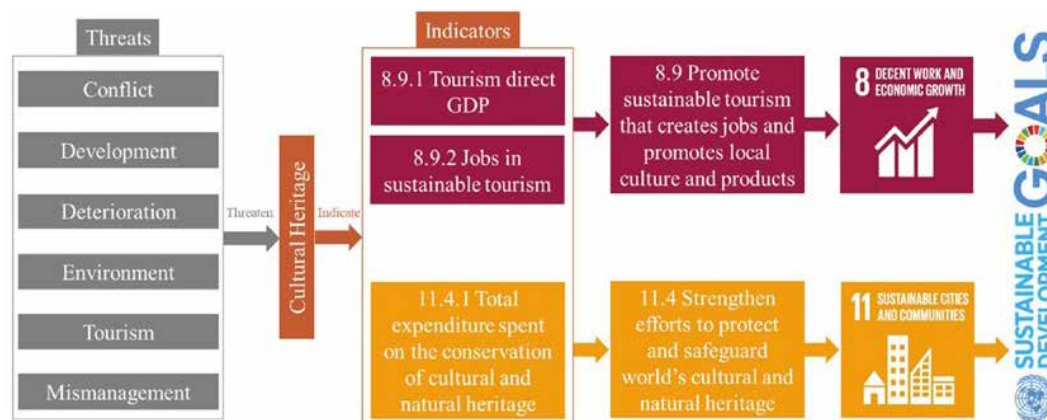 Threats
Conflict
Development
Deterioration
Environment
Tourism
Mismanagement
Threaten
Cultural Heritage
Indicate
Indicators
8.9.1 Tourism direct
GDP
8.9.2 Jobs in
sustainable tourism
11.4.1 Total
expenditure spent
on the conservation
of cultural and
natural heritage
8.9 Promote
sustainable tourism
that creates jobs and
promotes local
culture and products
11.4 Strengthen
efforts to protect
and safeguard
world's cultural and
natural heritage
8 DECENT WORK AND
ECONOMIC GROWTH
11 SUSTAINABLE CITIES
AND COMMUNITIES
SUSTAINABLE
DEVELOPMENT
GOALS